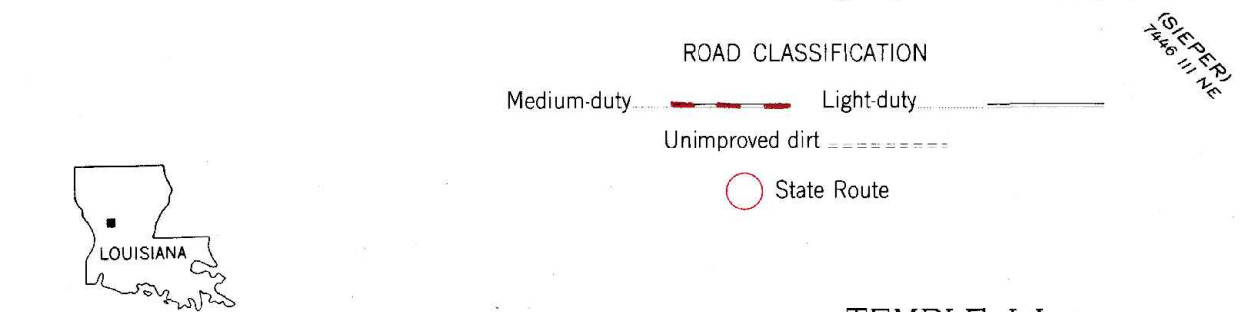 (SIEPER)
7446 III NE
ROAD CLASSIFICATION
Medium-duty Light-duty
Unimproved dirt
State Route
LOUISIANA